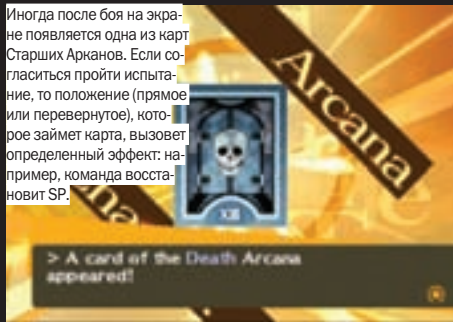 Иногда после боя на экра-
не появляется одна из карт
Старших Арканов. Если со-
гласиться пройти испыта-
ние, то положение (прямое
или перевернутое), кото-
рое займет карта, вызовет
определенный эффект: на-
пример, команда восста-
новит SP.
Arcana
XIII
> A card of the Death Arcana
appeared!